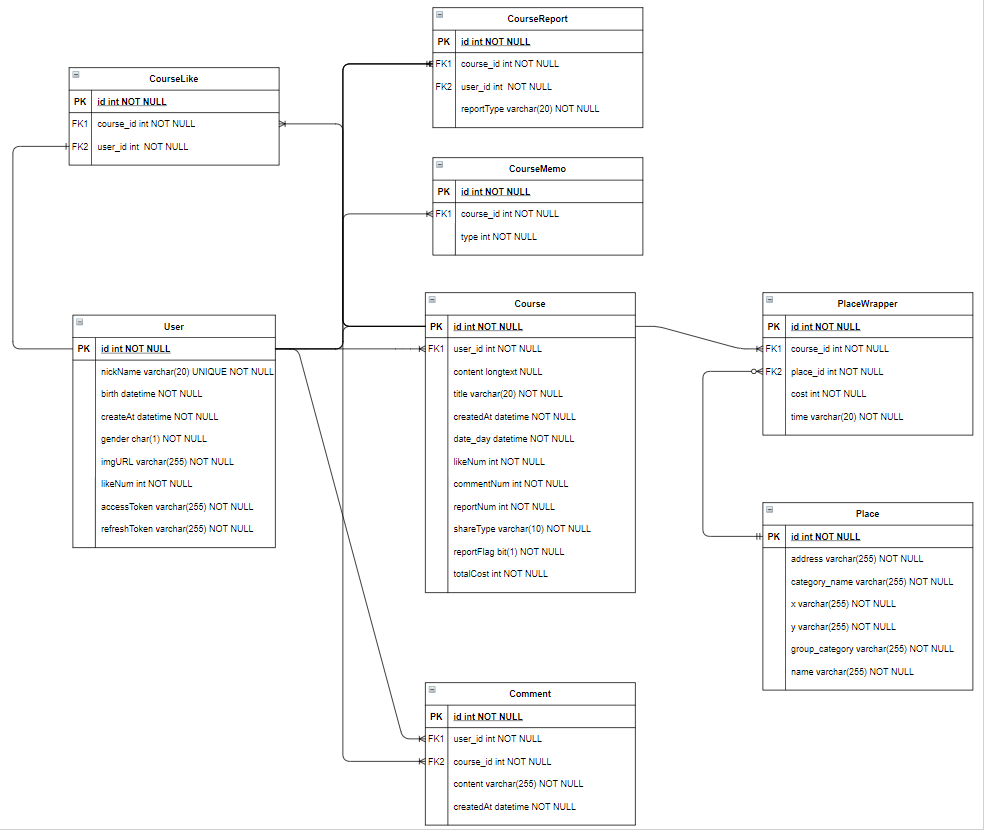 CourseReport
PK id int NOT NULL
FK1 course_id int NOT NULL
FK2 user_id int NOT NULL
reportType varchar(20) NOT NULL
CourseLike
PK id int NOT NULL
FK1 course_id int NOT NULL
FK2 user_id int NOT NULL
CourseMemo
PK id int NOT NULL
FK1 course_id int NOT NULL
type int NOT NULL
User
PK id int NOT NULL
nickName varchar(20) UNIQUE NOT NULL
birth datetime NOT NULL
createAt datetime NOT NULL
gender char(1) NOT NULL
imgURL varchar(255) NOT NULL
likeNum int NOT NULL
accessToken varchar(255) NOT NULL
refreshToken varchar(255) NOT NULL
Course
PK id int NOT NULL
FK1 user_id int NOT NULL
content longtext NULL
title varchar(20) NOT NULL
createdAt datetime NOT NULL
date_day datetime NOT NULL
likeNum int NOT NULL
commentNum int NOT NULL
reportNum int NOT NULL
shareType varchar(10) NOT NULL
reportFlag bit(1) NOT NULL
totalCost int NOT NULL
PlaceWrapper
PK id int NOT NULL
FK1 course_id int NOT NULL
FK2 place_id int NOT NULL
cost int NOT NULL
time varchar(20) NOT NULL
Place
PK id int NOT NULL
address varchar(255) NOT NULL
category_name varchar(255) NOT NULL
x varchar(255) NOT NULL
y varchar(255) NOT NULL
group_category varchar(255) NOT NULL
name varchar(255) NOT NULL
Comment
PK id int NOT NULL
FK1 user_id int NOT NULL
FK2 course_id int NOT NULL
content varchar(255) NOT NULL
createdAt datetime NOT NULL